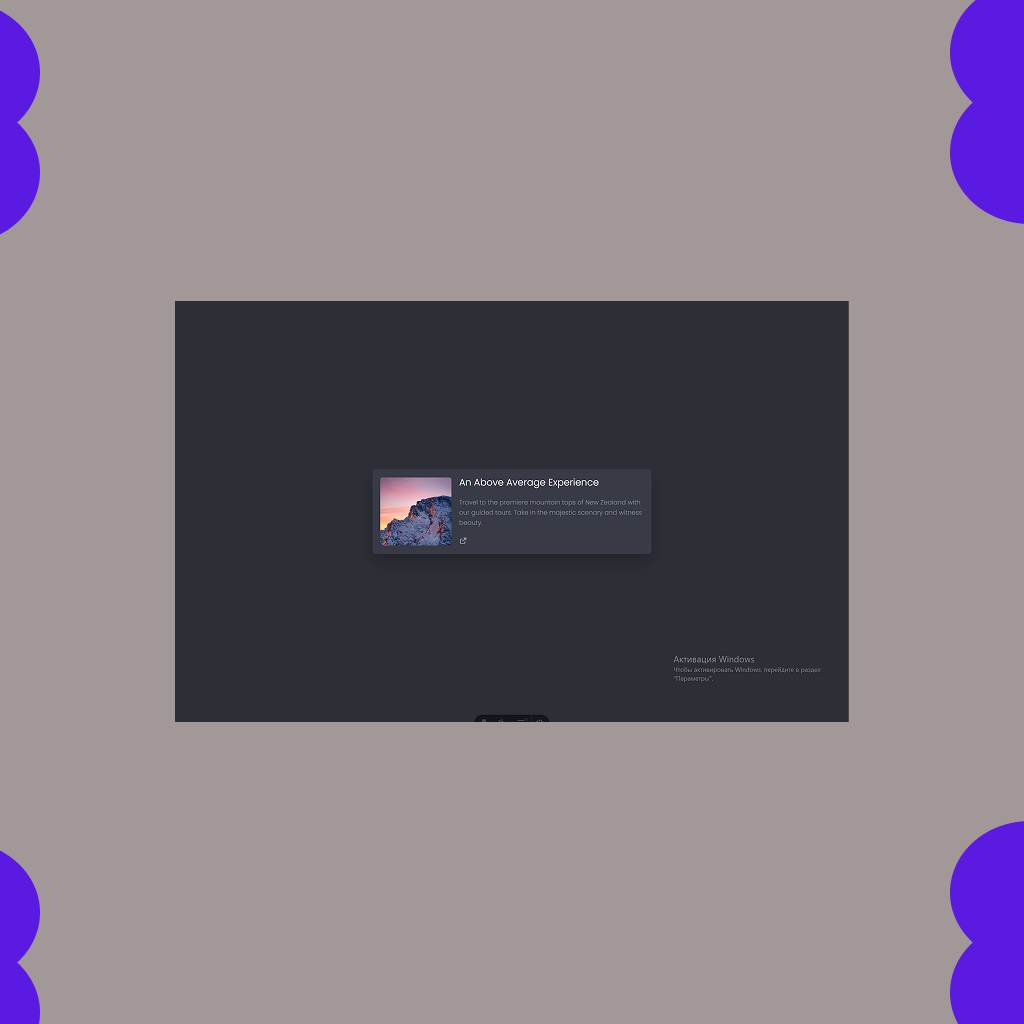 An Above Average Experience
Travel to the premiere mountain tops of New Zealand with
our guided tours. Take in the majestic scenary and witness
beauty.
Активация Windows
Чтобы активировать Windows, перейдите в раздел
"Параметры".